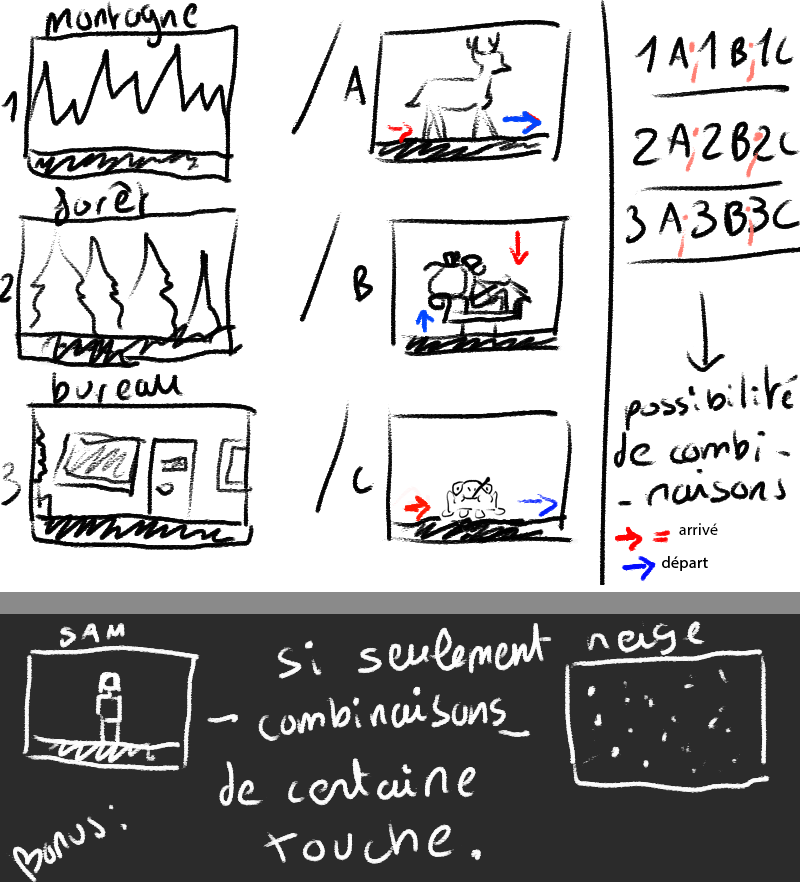 montagne
1
/
A
forêt
2
/
B
bureau
3
/
C
1A;1B;1C
2A;2B;2C
3A;3B;3C
possibilité
de combi-
-naisons
= arrivé
départ
SAM
si seulement
- combinaisons_
de certaine
touche.
neige
Bonus: